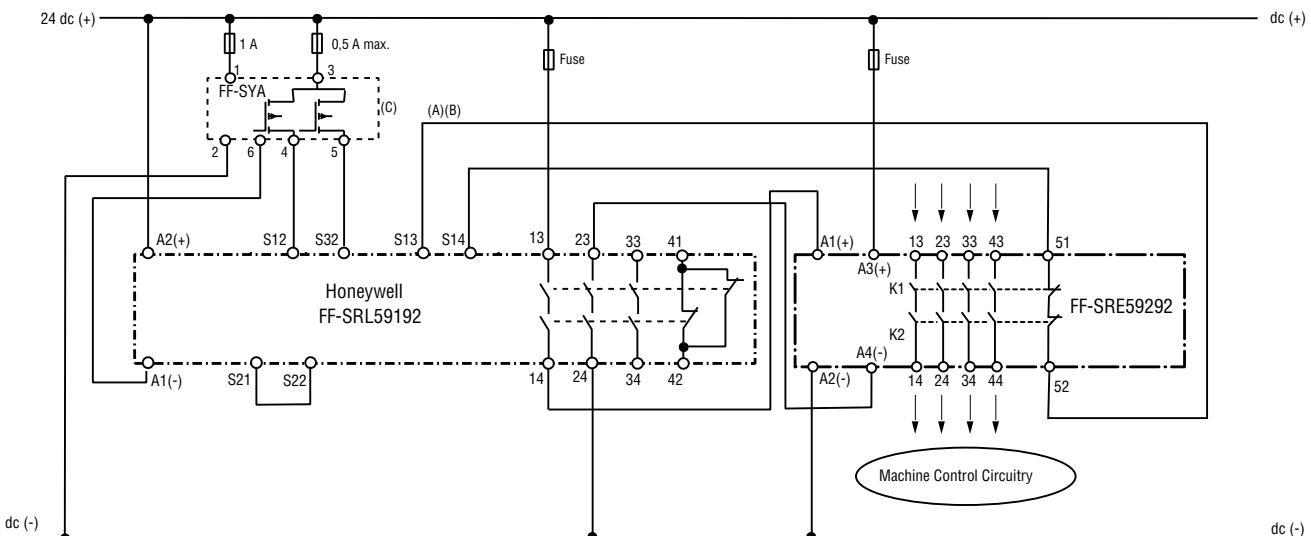 24 dc (+)
dc (+)
1 A
0,5 A max.
Fuse
Fuse
1
3
FF-SYA
(C)
(A)(B)
2
6
4
5
A2(+)
S12
S32
S13
S14
13
23
33
41
A1(+)
A3(+)
13
23
33
43
51
Honeywell
FF-SRL59192
K1
FF-SRE59292
K2
A1(-)
S21
S22
14
24
34
42
A2(-)
A4(-)
14
24
34
44
52
Machine Control Circuitry
dc (-)
dc (-)